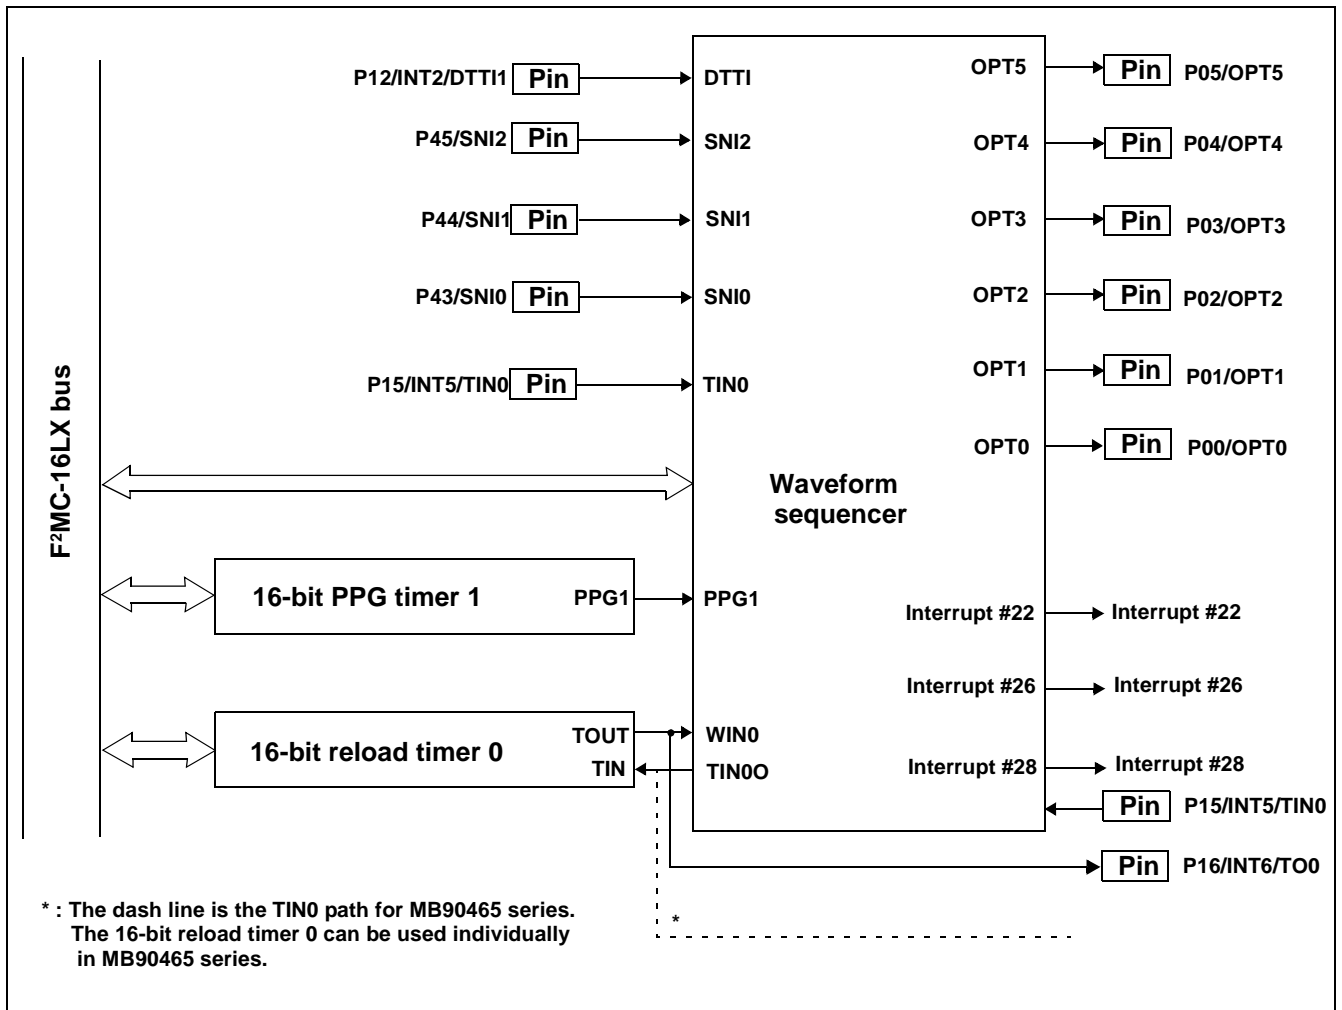 P12/INT2/DTTI1 Pin DTTI OPT5 Pin P05/OPT5
P45/SNI2 Pin SNI2 OPT4 Pin P04/OPT4
P44/SNI1 Pin SNI1 OPT3 Pin P03/OPT3
P43/SNI0 Pin SNI0 OPT2 Pin P02/OPT2
P15/INT5/TIN0 Pin TIN0 OPT1 Pin P01/OPT1
OPT0 Pin P00/OPT0
F²MC-16LX bus
Waveform
sequencer
16-bit PPG timer 1 PPG1 PPG1 Interrupt #22 Interrupt #22
Interrupt #26 Interrupt #26
16-bit reload timer 0 TOUT WIN0
TIN TIN0O Interrupt #28 Interrupt #28
Pin P15/INT5/TIN0
Pin P16/INT6/TO0
* : The dash line is the TIN0 path for MB90465 series.
The 16-bit reload timer 0 can be used individually
in MB90465 series.
*